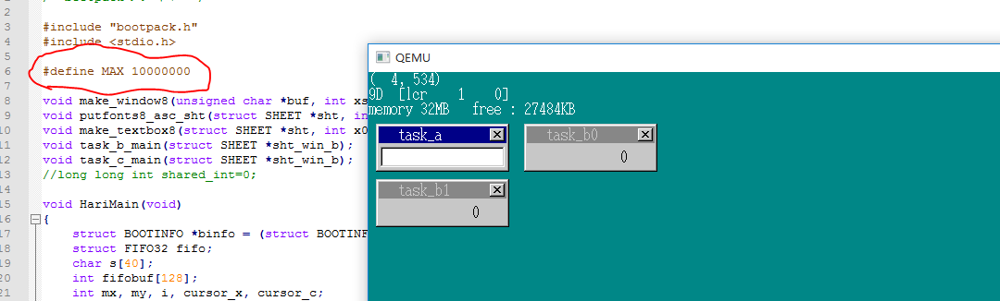 3 #include "bootpack.h"
4 #include <stdio.h>
5
6 #define MAX 10000000
7
8 void make_window8(unsigned char *buf, int xs
9 void putfonts8_asc_sht(struct SHEET *sht, in
10 void make_textbox8(struct SHEET *sht, int x0
11 void task_b_main(struct SHEET *sht_win_b);
12 void task_c_main(struct SHEET *sht_win_b);
13 //long long int shared_int=0;
14
15 void HariMain(void)
16 {
17 struct BOOTINFO *binfo = (struct BOOTINF
18 struct FIFO32 fifo;
19 char s[40];
20 int fifobuf[128];
21 int mx, my, i, cursor_x, cursor_c;
QEMU
( 4, 534)
9D [lcr 1 0]
memory 32MB free : 27484KB
task_a
task_b0
0
task_b1
0